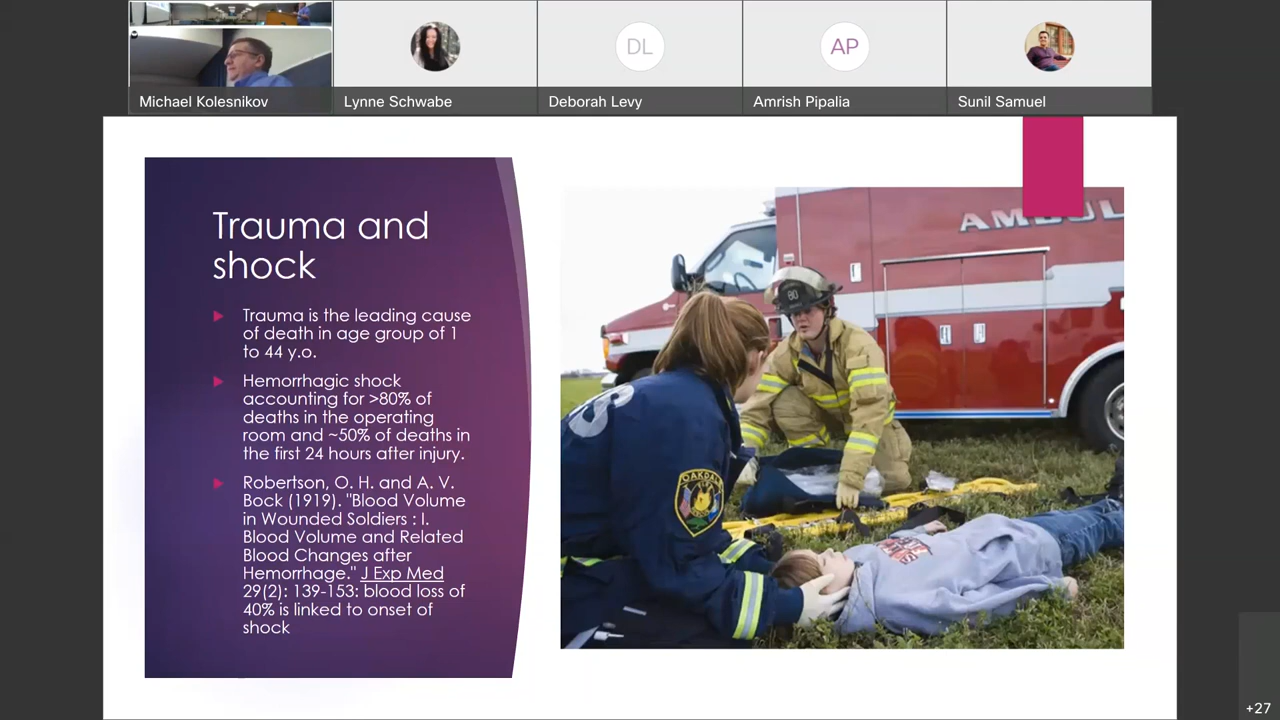 Michael Kolesnikov
Lynne Schwabe
DL
Deborah Levy
AP
Amrish Pipalia
Sunil Samuel
Trauma and
shock
Trauma is the leading cause
of death in age group of 1
to 44 y.o.
Hemorrhagic shock
accounting for >80% of
deaths in the operating
room and ~50% of deaths in
the first 24 hours after injury.
Robertson, O. H. and A. V.
Bock (1919). "Blood Volume
in Wounded Soldiers : I.
Blood Volume and Related
Blood Changes after
Hemorrhage." J Exp Med
29(2): 139-153: blood loss of
40% is linked to onset of
shock
AMBUL
80
S
OAKDALE
+27